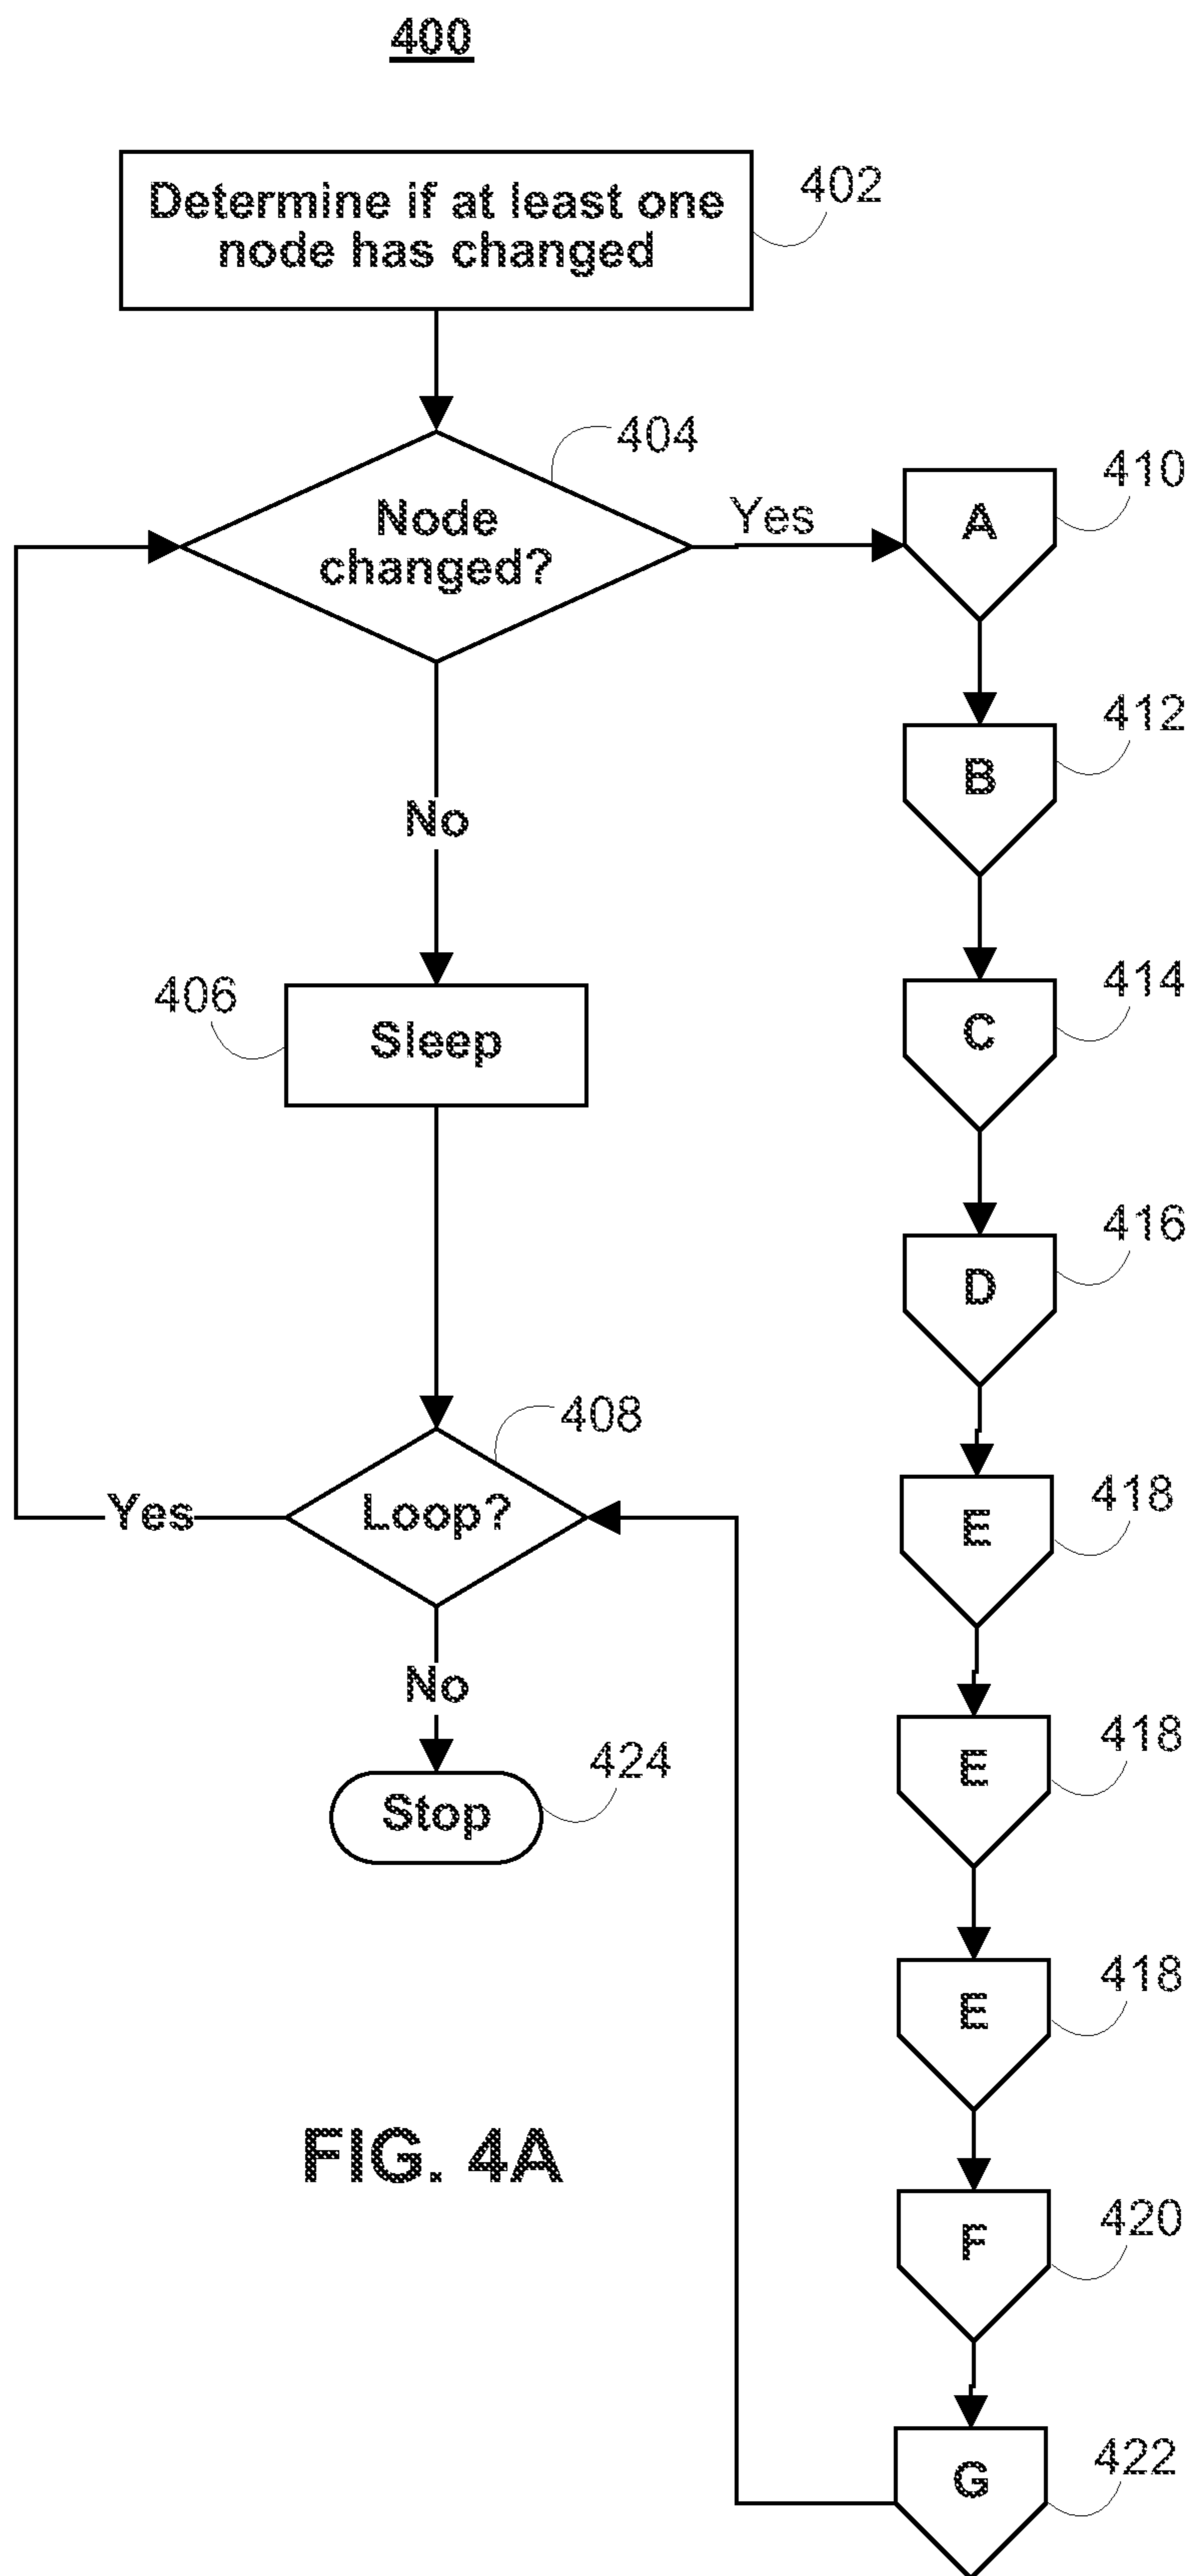 400
Determine if at least one
node has changed
402
404
Node
changed?
Yes
410
A
412
B
No
414
C
406
Sleep
416
D
408
Loop?
Yes
418
E
No
424
Stop
418
E
418
E
FIG. 4A
420
F
422
G